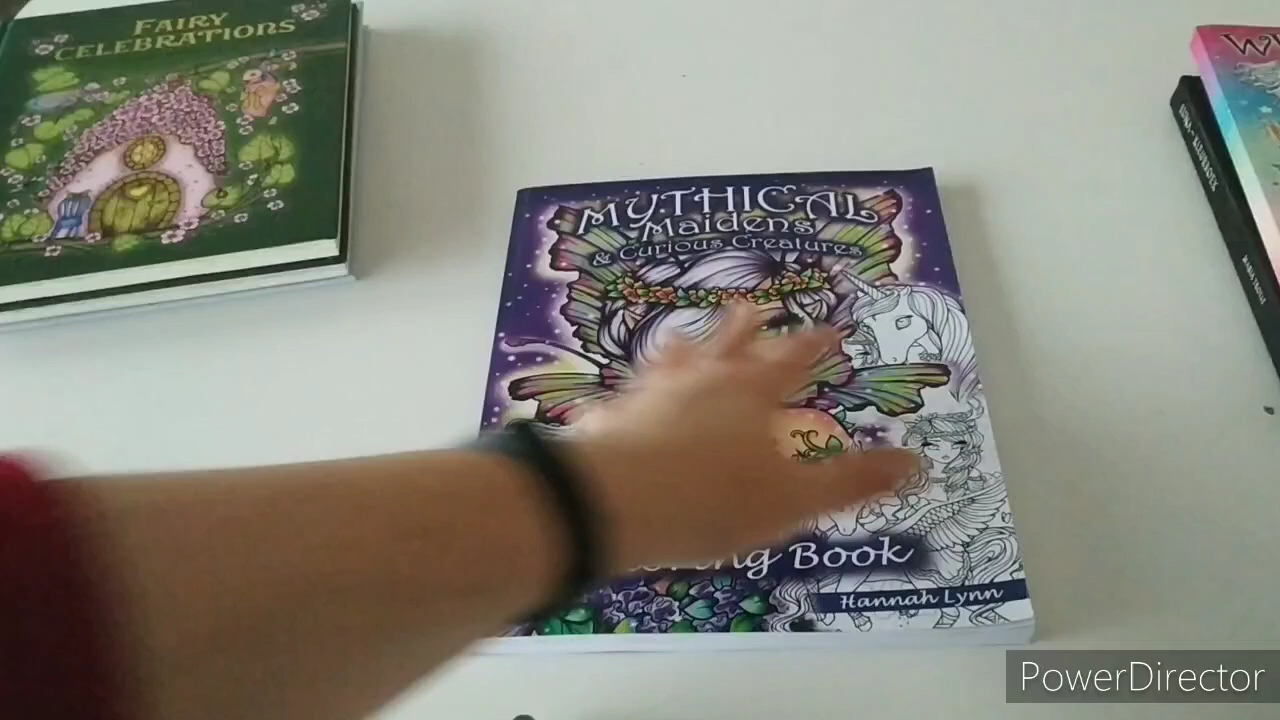 FAIRY
CELEBRATIONS
MYTHICAL
Maidens
& Curious Creatures
Book
Hannah Lynn
PowerDirector